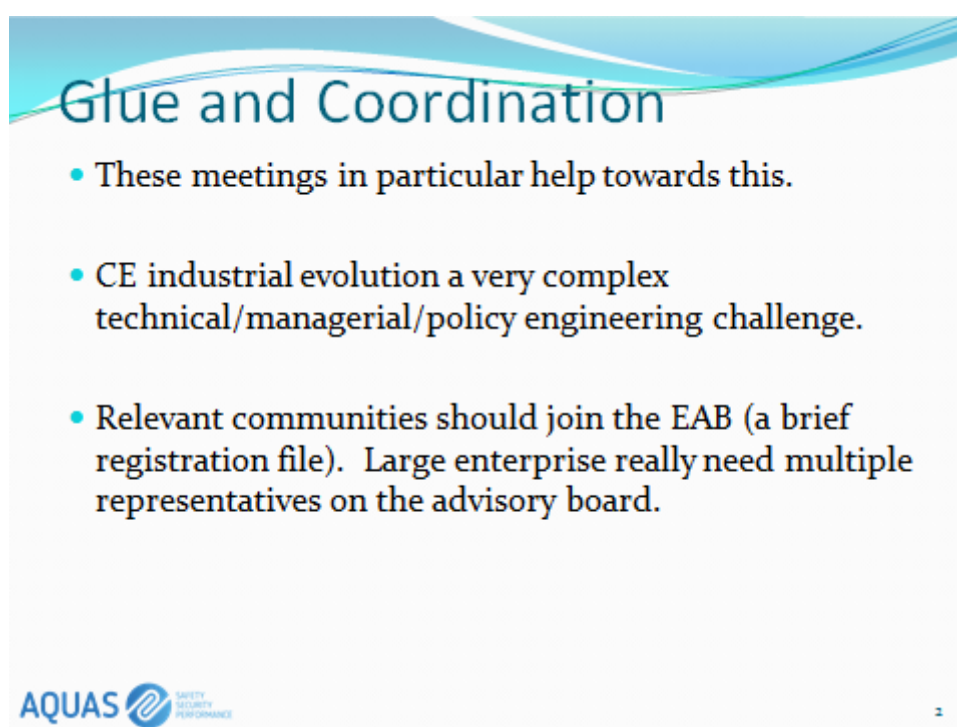 Glue and Coordination
• These meetings in particular help towards this.
• CE industrial evolution a very complex
technical/managerial/policy engineering challenge.
• Relevant communities should join the EAB (a brief
registration file).  Large enterprise really need multiple
representatives on the advisory board.
AQUAS
SAFETY
SECURITY
PERFORMANCE
2